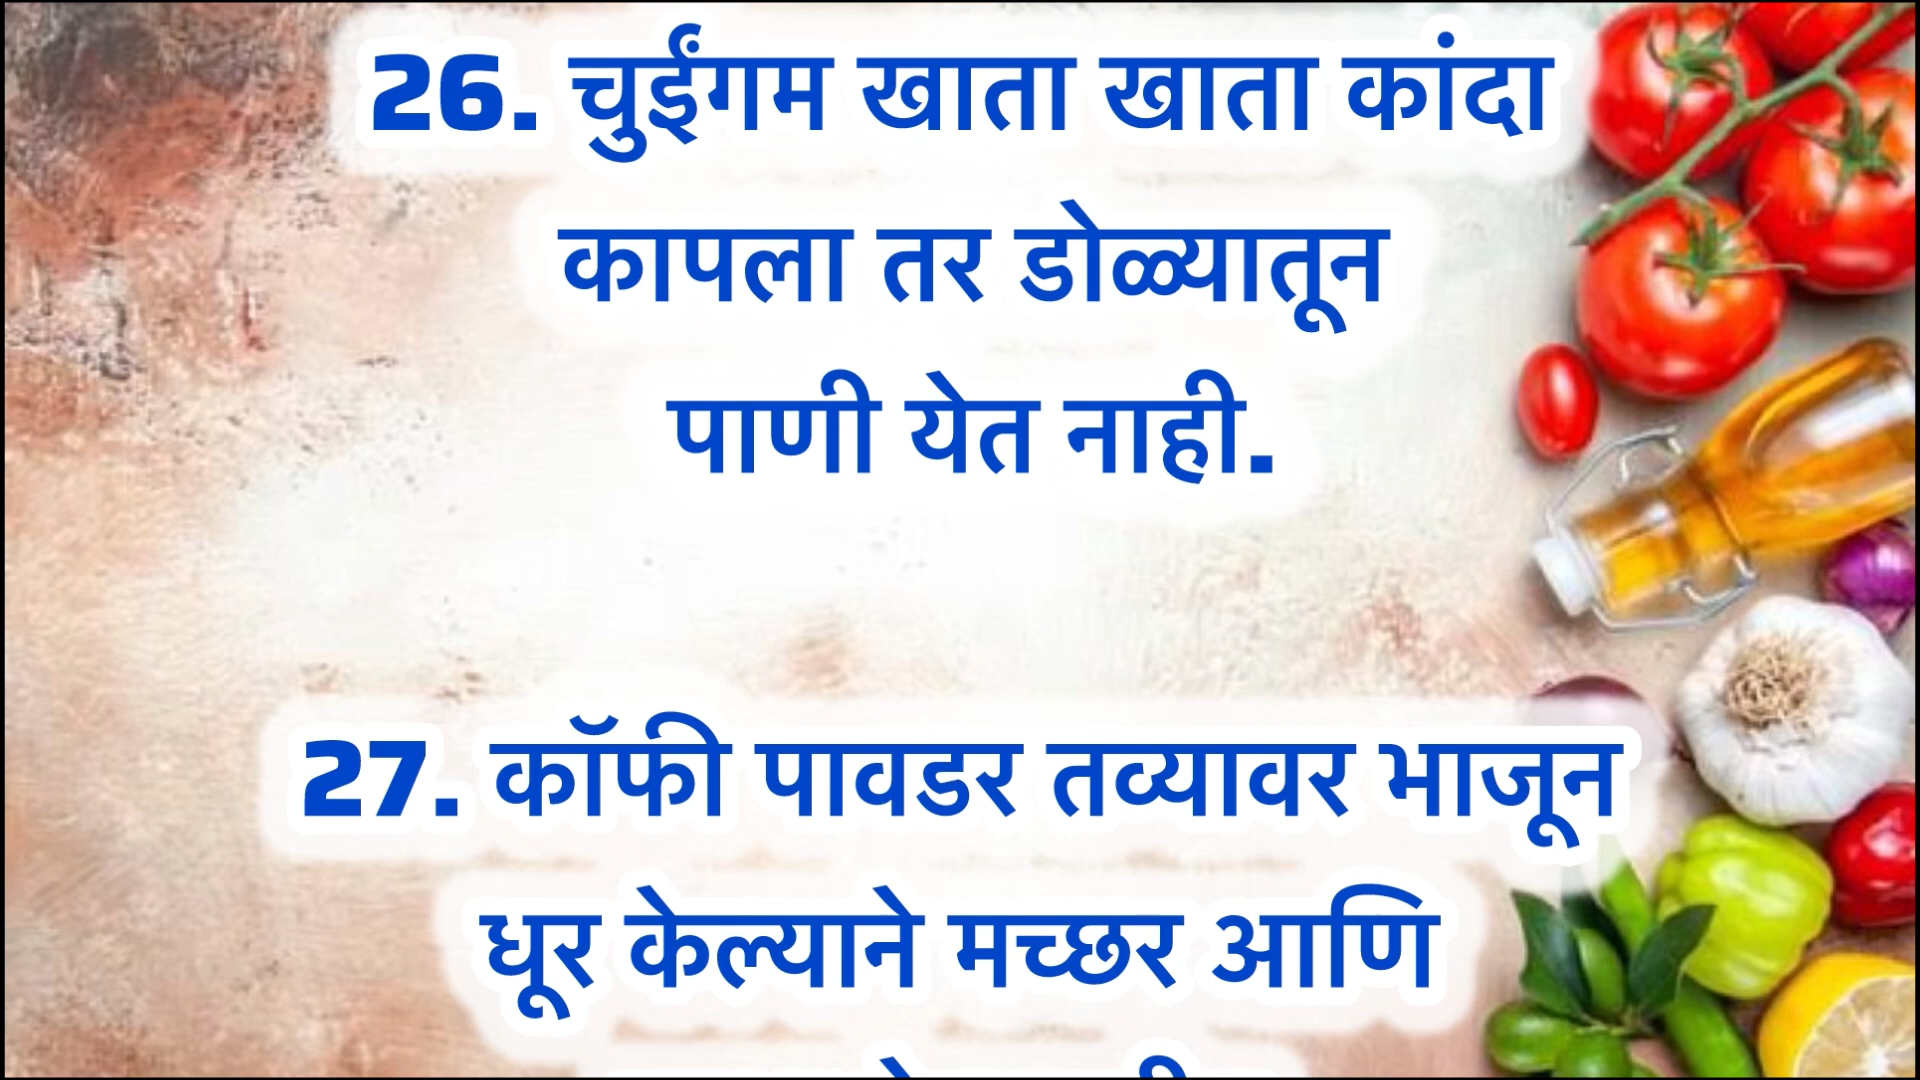 26. चुईंगम खाता खाता कांदा
कापला तर डोळ्यातून
पाणी येत नाही.
27. कॉफी पावडर तव्यावर भाजून
धूर केल्याने मच्छर आणि